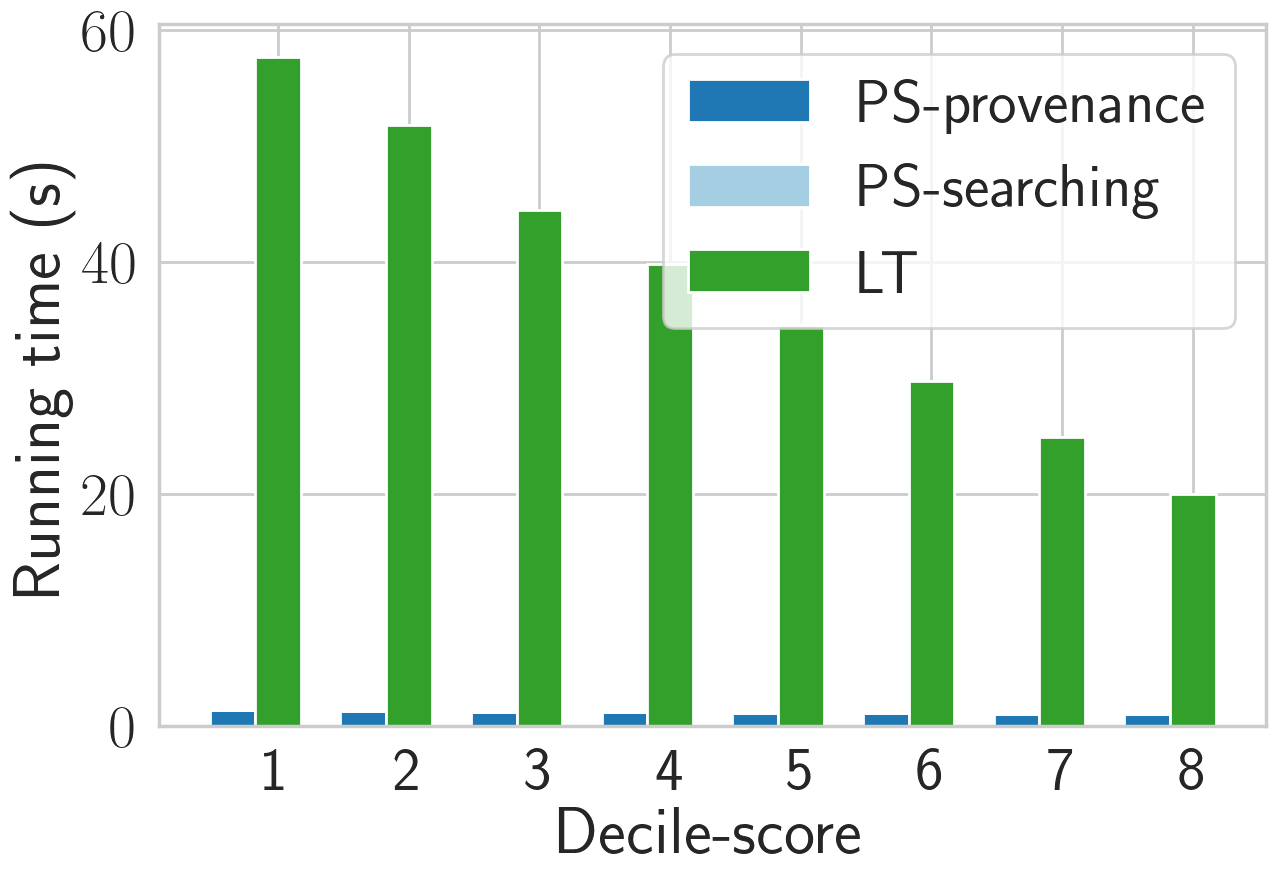 Running time (s)
60
40
20
0
PS-provenance
PS-searching
LT
1 2 3 4 5 6 7 8
Decile-score